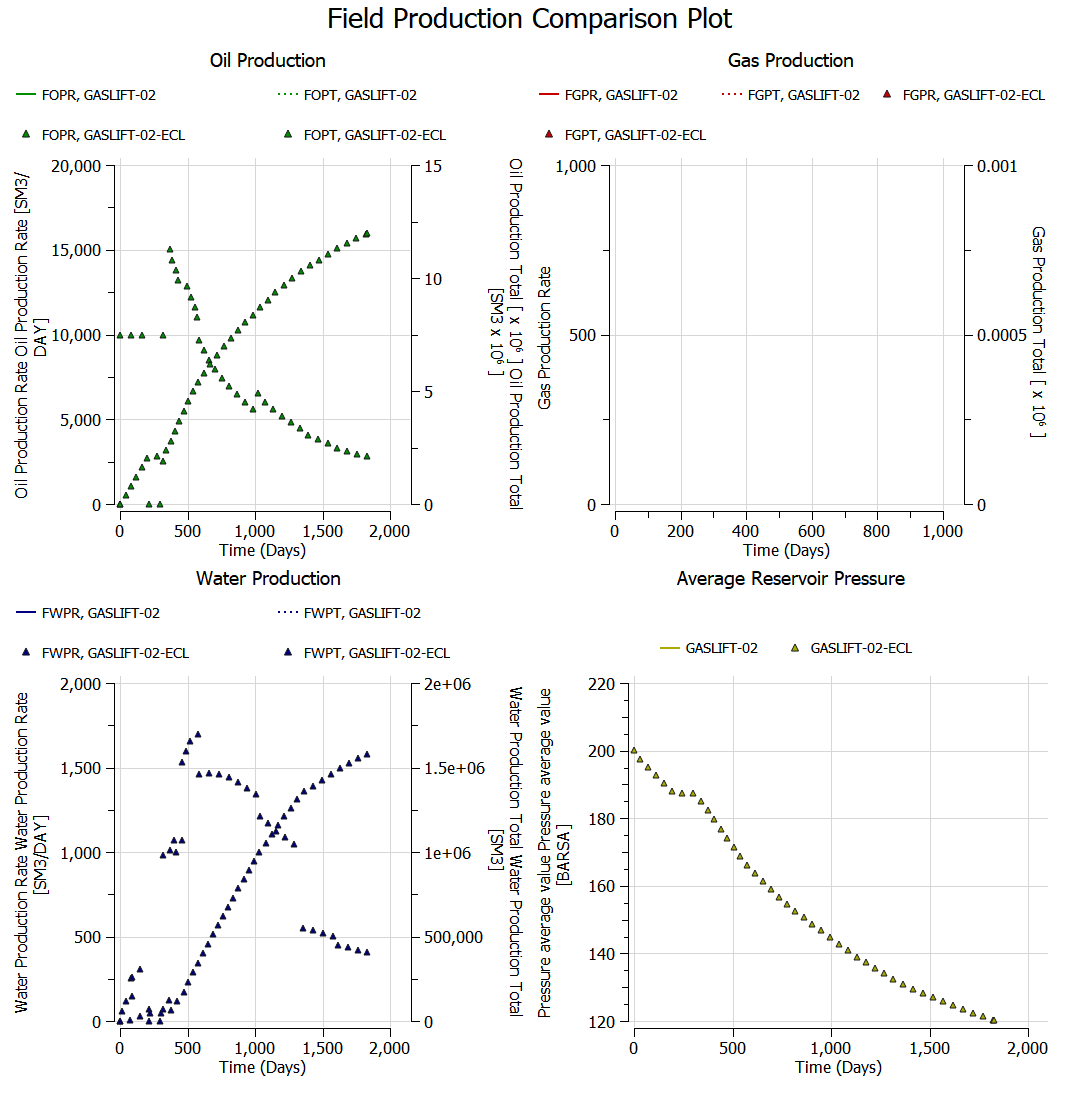 Field Production Comparison Plot
Oil Production
FOPR, GASLIFT-02
FOPT, GASLIFT-02
FOPR, GASLIFT-02-ECL
FOPT, GASLIFT-02-ECL
Oil Production Rate Oil Production Rate [SM3/
DAY]
20,000
15,000
10,000
5,000
0
15
10
5
0
Oil Production Total [ x 10⁶ ] Oil Production Total
[SM3 x 10⁶ ]
0
500
1,000
1,500
2,000
Time (Days)
Gas Production
FGPR, GASLIFT-02
FGPT, GASLIFT-02
FGPR, GASLIFT-02-ECL
FGPT, GASLIFT-02-ECL
Gas Production Rate
1,000
500
0
0.001
0.0005
0
Gas Production Total [ x 10⁶ ]
0
200
400
600
800
1,000
Time (Days)
Water Production
FWPR, GASLIFT-02
FWPT, GASLIFT-02
FWPR, GASLIFT-02-ECL
FWPT, GASLIFT-02-ECL
Water Production Rate Water Production Rate
[SM3/DAY]
2,000
1,500
1,000
500
0
2e+06
1.5e+06
1e+06
500,000
0
Water Production Total Water Production Total
[SM3]
0
500
1,000
1,500
2,000
Time (Days)
Average Reservoir Pressure
GASLIFT-02
GASLIFT-02-ECL
Pressure average value Pressure average value
[BARSA]
220
200
180
160
140
120
0
500
1,000
1,500
2,000
Time (Days)